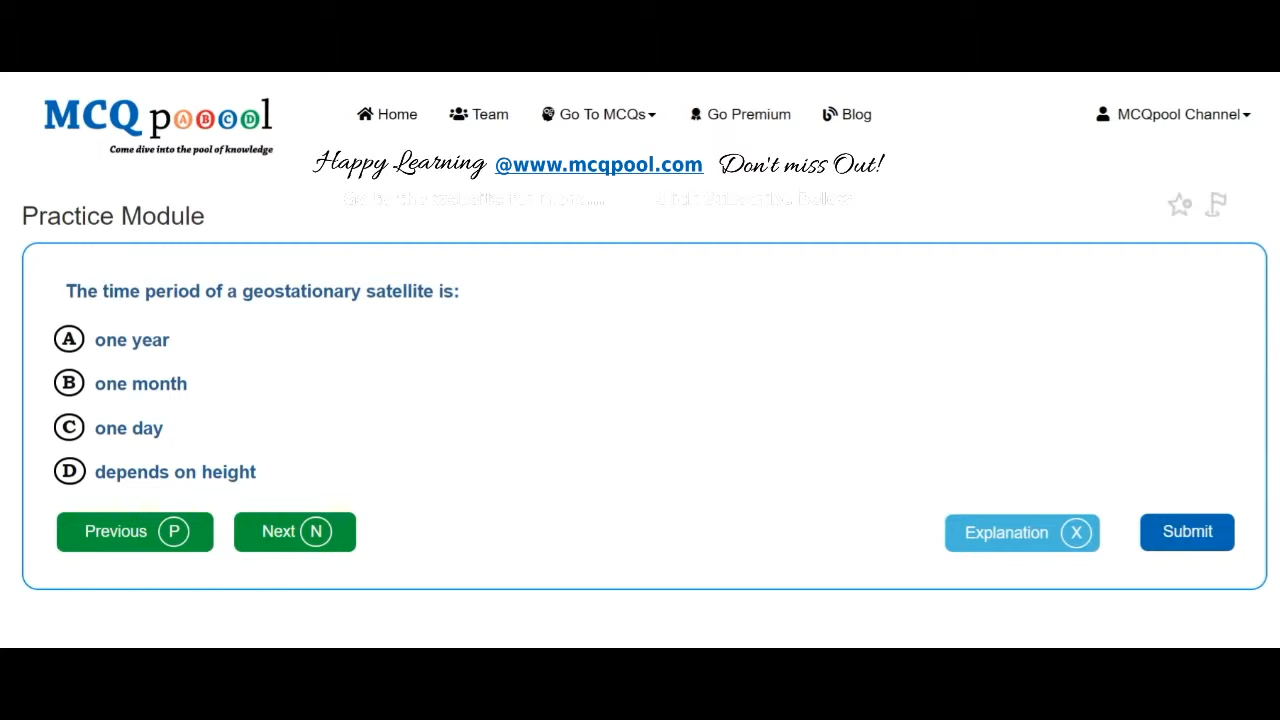 MCQ pooool
Come dive into the pool of knowledge
Home Team Go To MCQs Go Premium Blog MCQpool Channel
Happy Learning @www.mcqpool.com Don't miss Out!
Practice Module
The time period of a geostationary satellite is:
A one year
B one month
C one day
D depends on height
Previous P Next N Explanation X Submit